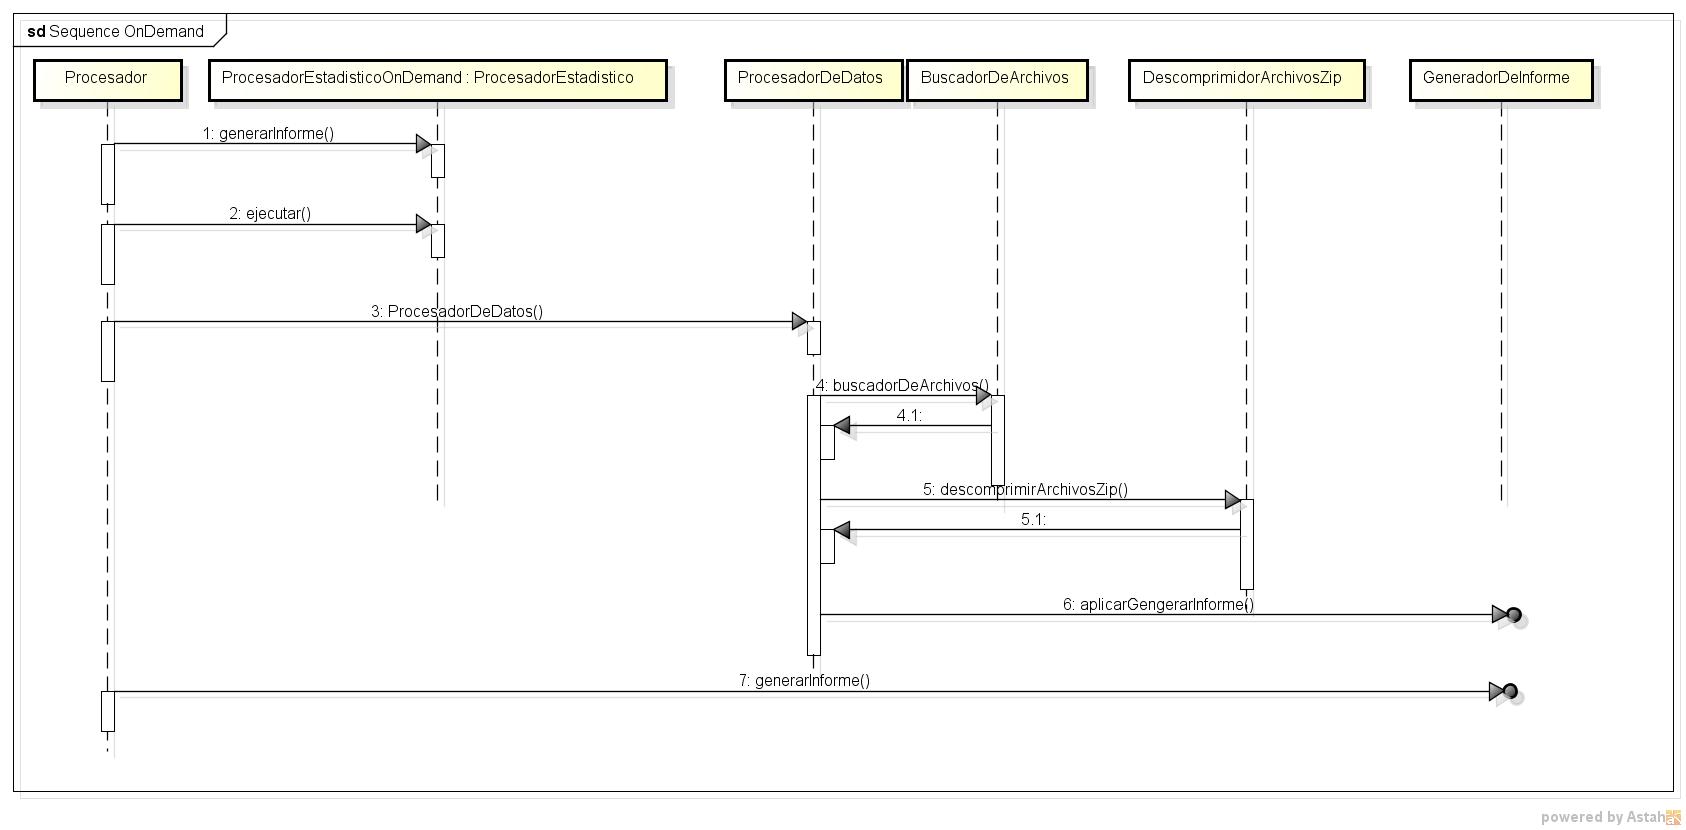 sd Sequence OnDemand
Procesador
ProcesadorEstadisticoOnDemand : ProcesadorEstadistico
ProcesadorDeDatos
BuscadorDeArchivos
DescomprimidorArchivosZip
GeneradorDeInforme
1: generarInforme()
2: ejecutar()
3: ProcesadorDeDatos()
4: buscadorDeArchivos()
4.1:
5: descomprimirArchivosZip()
5.1:
6: aplicarGengerarInforme()
7: generarInforme()
powered by Astah